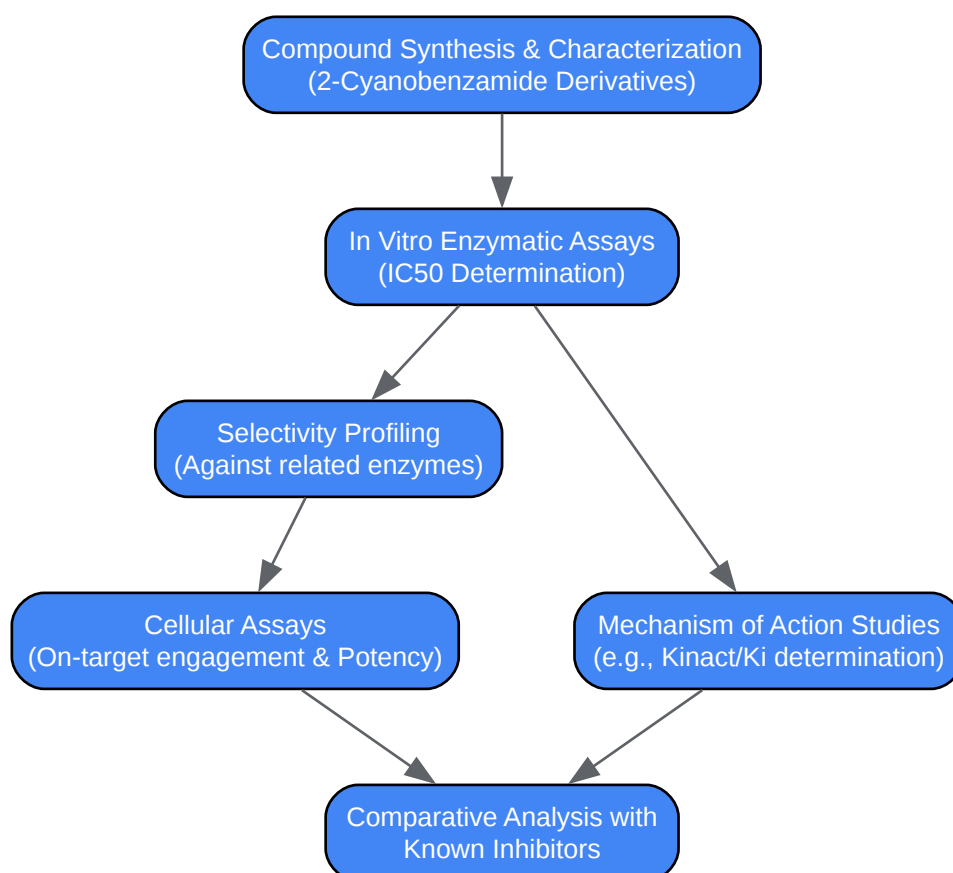 Compound Synthesis & Characterization
(2-Cyanobenzamide Derivatives)
In Vitro Enzymatic Assays
(IC50 Determination)
Selectivity Profiling
(Against related enzymes)
Cellular Assays
(On-target engagement & Potency)
Mechanism of Action Studies
(e.g., Kinact/Ki determination)
Comparative Analysis with
Known Inhibitors